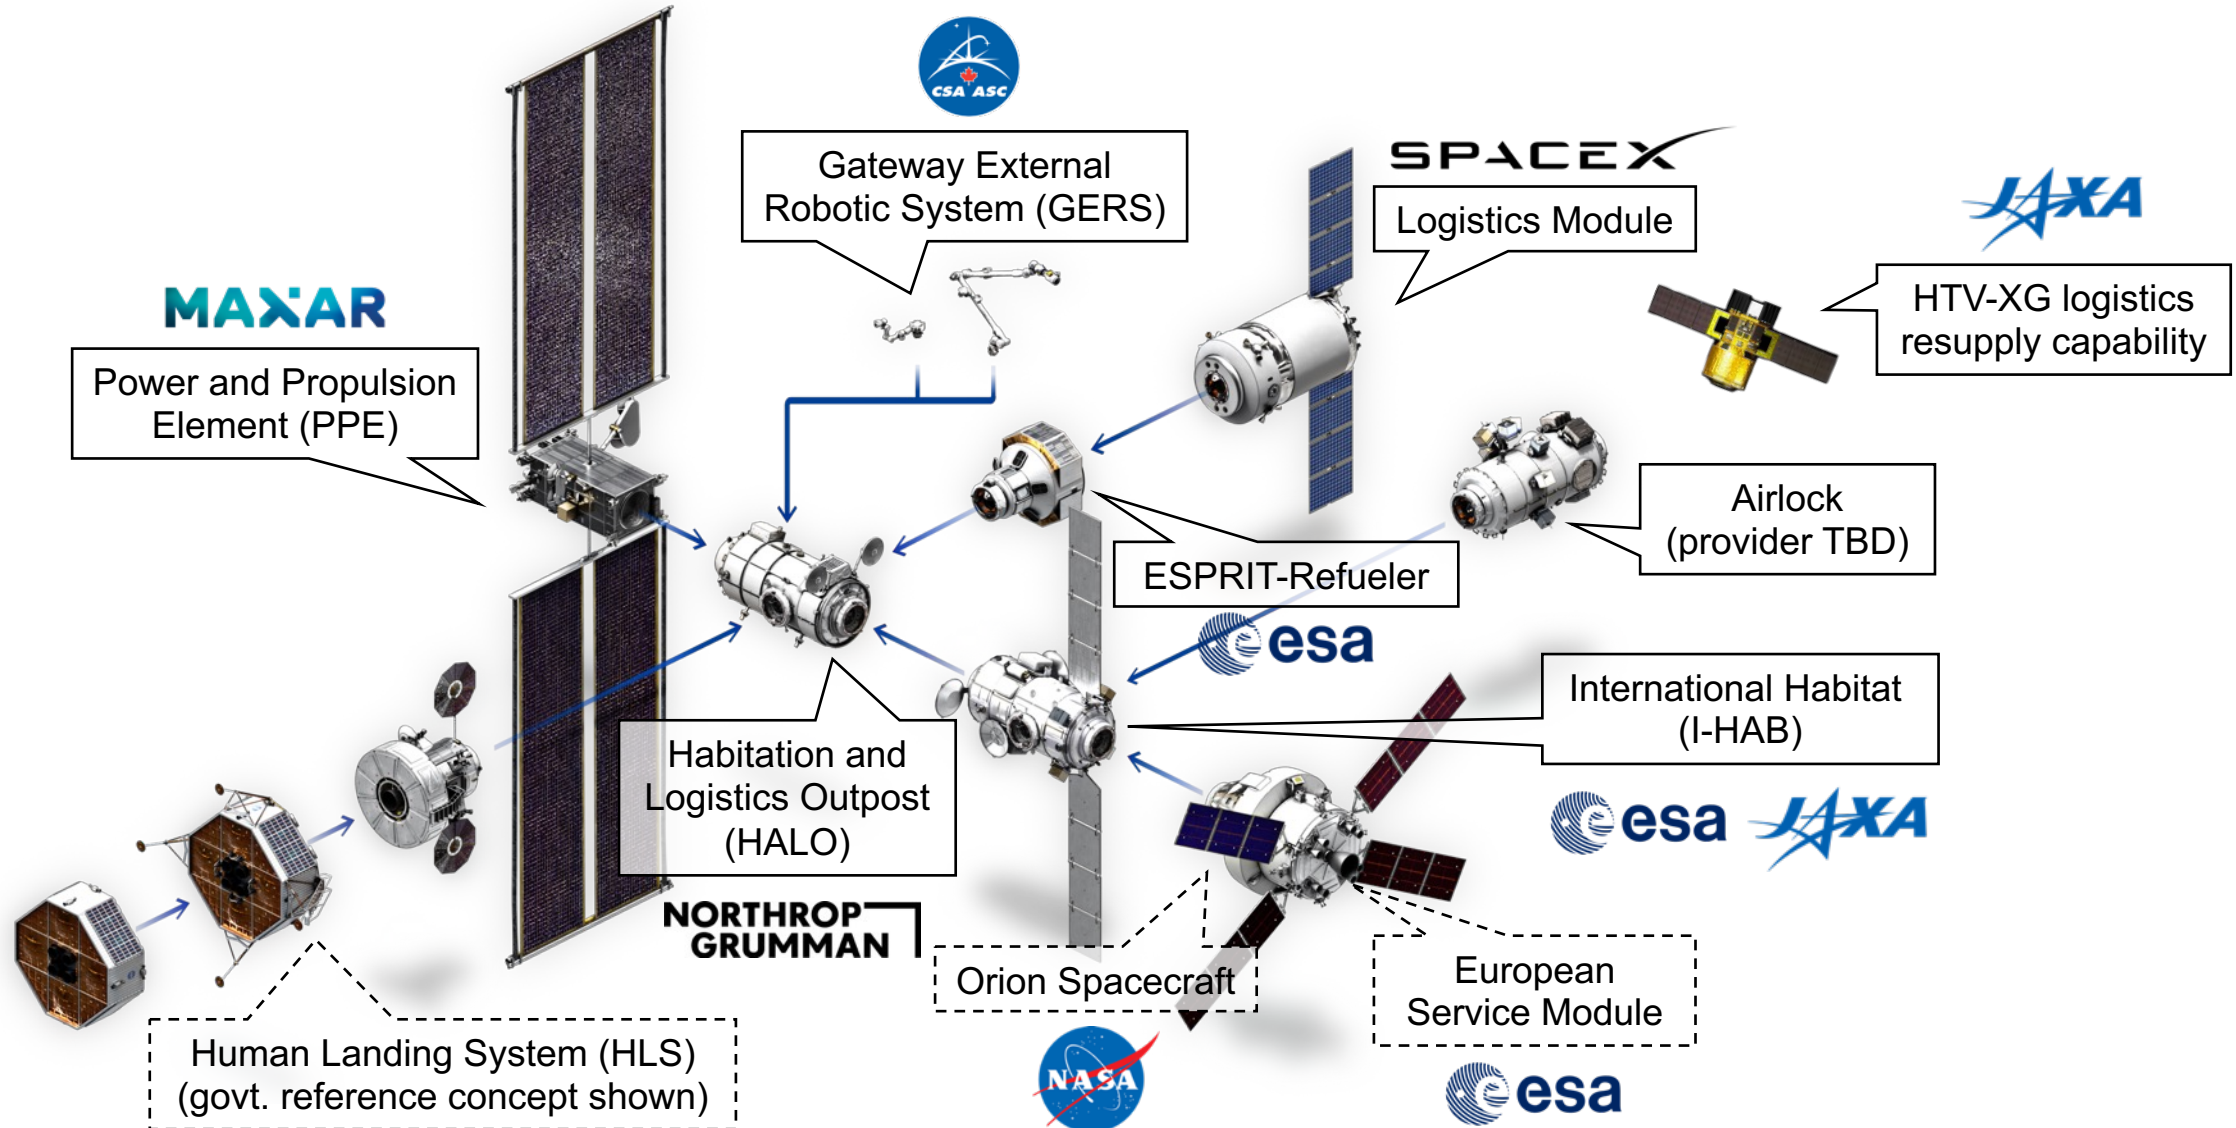 CSA ASC
Gateway External
Robotic System (GERS)
SPACEX
Logistics Module
JAXA
HTV-XG logistics
resupply capability
MAXAR
Power and Propulsion
Element (PPE)
Airlock
(provider TBD)
ESPRIT-Refueler
esa
International Habitat
(I-HAB)
esa
JAXA
Habitation and
Logistics Outpost
(HALO)
NORTHROP
GRUMMAN
Orion Spacecraft
NASA
European
Service Module
esa
Human Landing System (HLS)
(govt. reference concept shown)